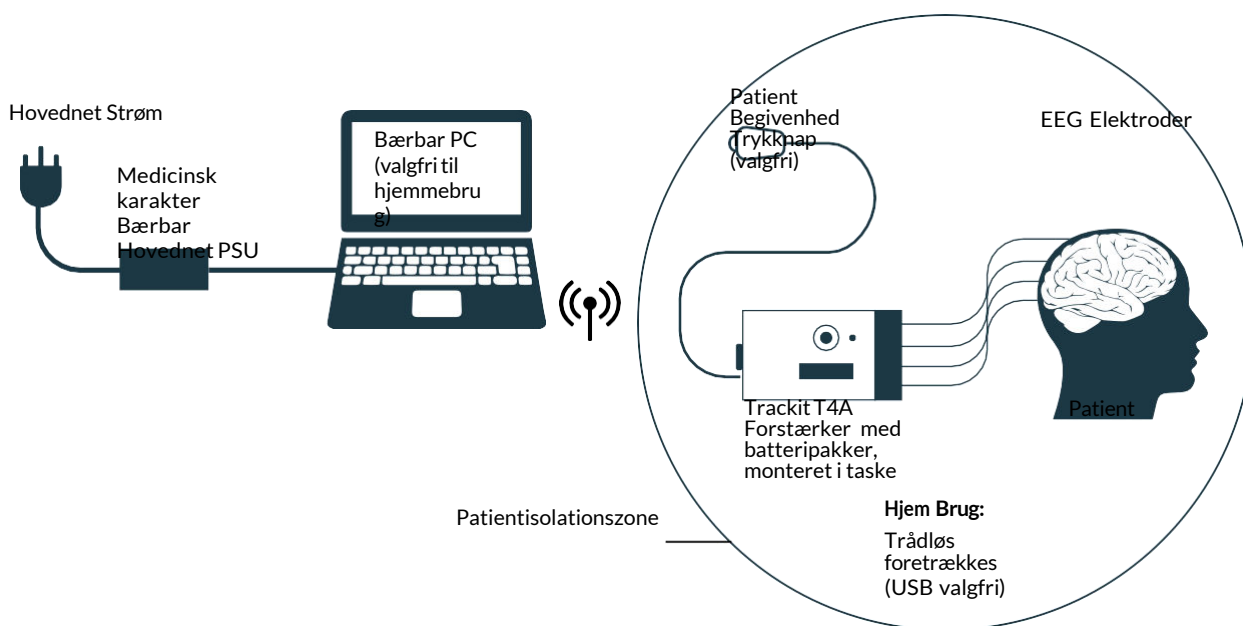 Hovednet Strøm
Medicinsk
karakter
Bærbar
Hovednet PSU
Bærbar PC
(valgfri til
hjemmebru
g)
Patient
Begivenhed
Trykknap
(valgfri)
EEG Elektroder
Patient
Trackit T4A
Forstærker med
batteripakker,
monteret i taske
Patientisolationszone
Hjem Brug:
Trådløs
foretrækkes
(USB valgfri)